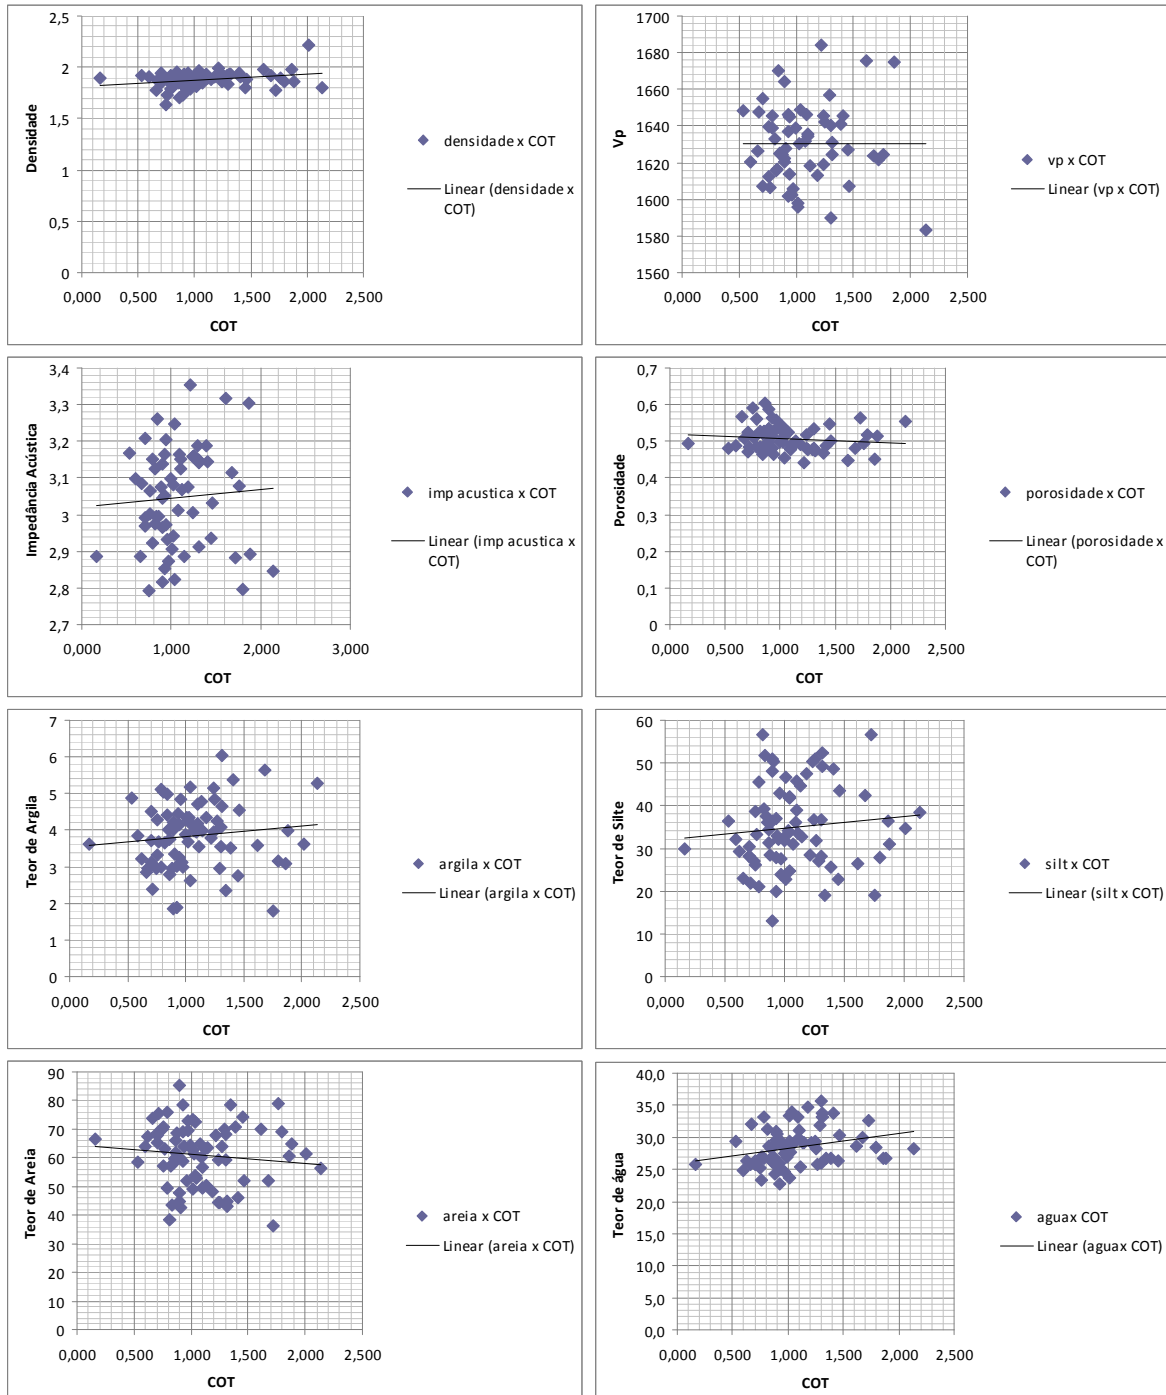 2,5
2
1,5
1
0,5
0
0,000 0,500 1,000 1,500 2,000 2,500
Densidade
COT
densidade x COT
Linear (densidade x
COT)
1700
1680
1660
1640
1620
1600
1580
1560
0,000 0,500 1,000 1,500 2,000 2,500
Vp
COT
vp x COT
Linear (vp x COT)
3,4
3,3
3,2
3,1
3
2,9
2,8
2,7
0,000 1,000 2,000 3,000
Impedância Acústica
COT
imp acustica x COT
Linear (imp acustica x
COT)
0,7
0,6
0,5
0,4
0,3
0,2
0,1
0
0,000 0,500 1,000 1,500 2,000 2,500
Porosidade
COT
porosidade x COT
Linear (porosidade x
COT)
7
6
5
4
3
2
1
0
0,000 0,500 1,000 1,500 2,000 2,500
Teor de Argila
COT
argila x COT
Linear (argila x COT)
60
50
40
30
20
10
0
0,000 0,500 1,000 1,500 2,000 2,500
Teor de Silte
COT
silt x COT
Linear (silt x COT)
90
80
70
60
50
40
30
20
10
0
0,000 0,500 1,000 1,500 2,000 2,500
Teor de Areia
COT
areia x COT
Linear (areia x COT)
40,0
35,0
30,0
25,0
20,0
15,0
10,0
5,0
0,0
0,000 0,500 1,000 1,500 2,000 2,500
Teor de água
COT
aguax COT
Linear (aguax COT)